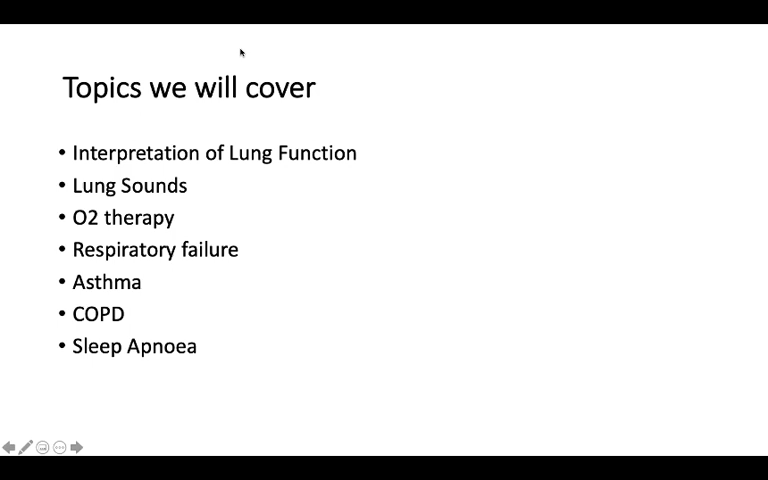 Topics we will cover
• Interpretation of Lung Function
• Lung Sounds
• O2 therapy
• Respiratory failure
• Asthma
• COPD
• Sleep Apnoea